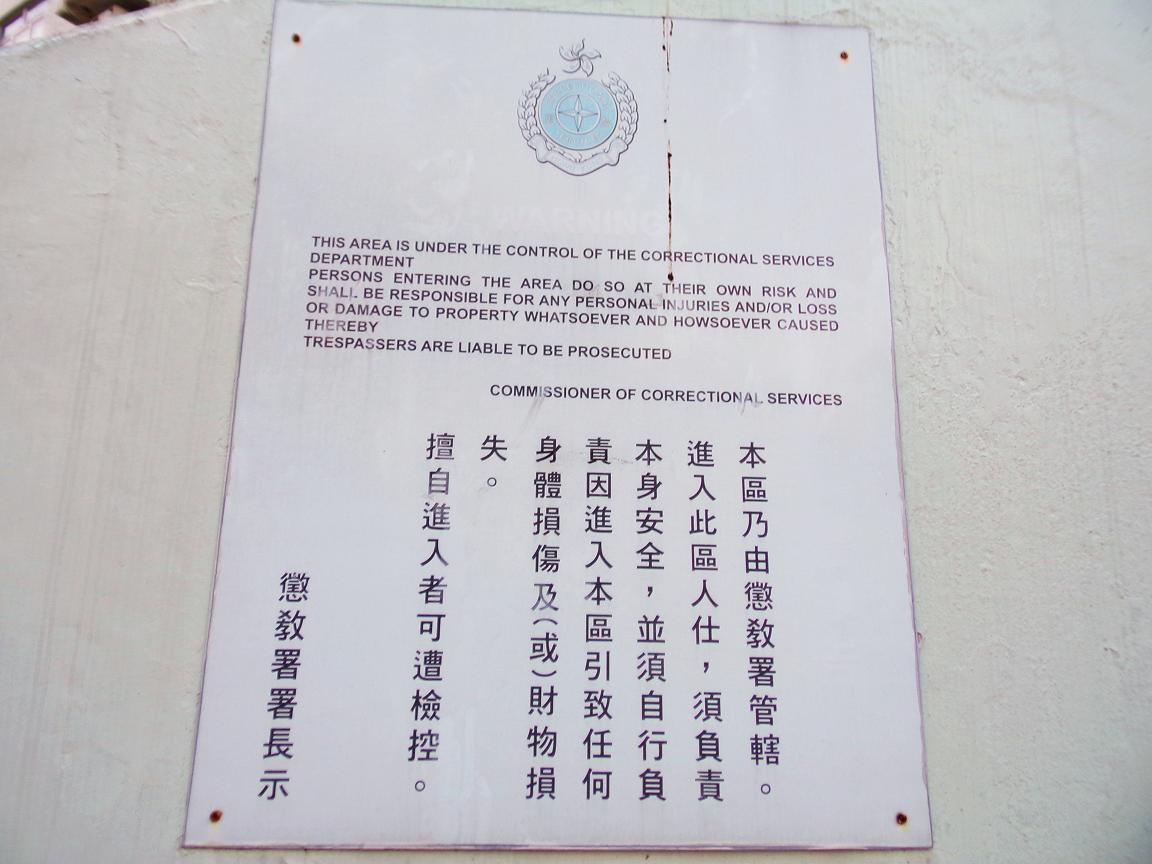 WARNING
THIS AREA IS UNDER THE CONTROL OF THE CORRECTIONAL SERVICES
DEPARTMENT
PERSONS ENTERING THE AREA DO SO AT THEIR OWN RISK AND
SHALL BE RESPONSIBLE FOR ANY PERSONAL INJURIES AND/OR LOSS
OR DAMAGE TO PROPERTY WHATSOEVER AND HOWSOEVER CAUSED
THEREBY
TRESPASSERS ARE LIABLE TO BE PROSECUTED
COMMISSIONER OF CORRECTIONAL SERVICES
本區乃由懲敎署管轄。
進入此區人仕，須負責
本身安全，並須自行負
責因進入本區引致任何
身體損傷及(或)財物損
失。
擅自進入者可遭檢控。
懲敎署署長示